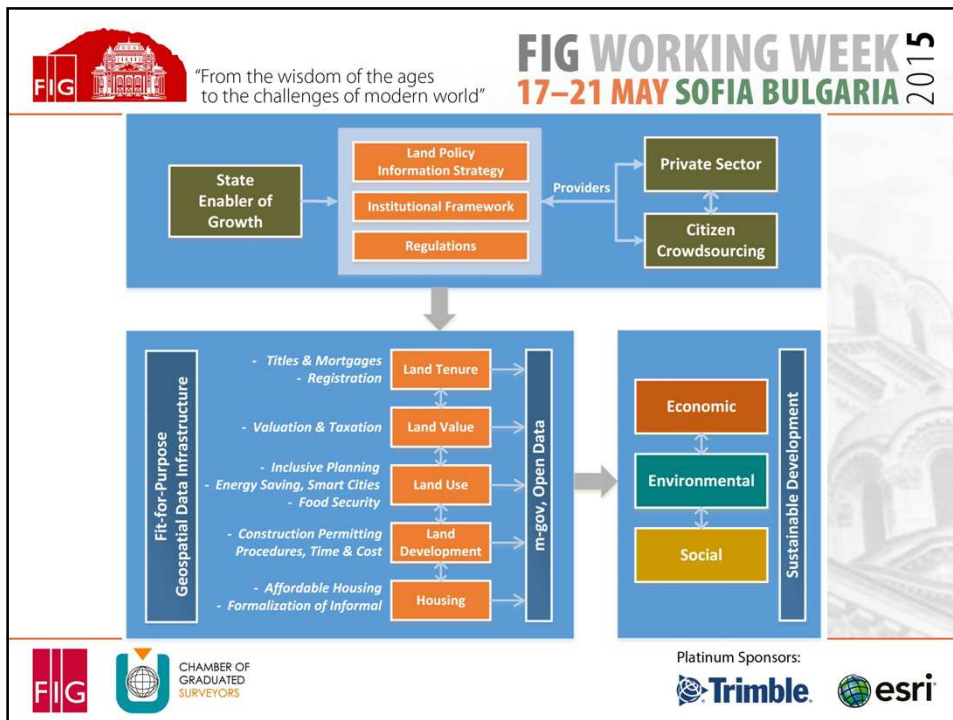 FIG
“From the wisdom of the ages
to the challenges of modern world”
FIG WORKING WEEK
17–21 MAY SOFIA BULGARIA
2015
State
Enabler of
Growth
Land Policy
Information Strategy
Institutional Framework
Regulations
Providers
Private Sector
Citizen
Crowdsourcing
Fit-for-Purpose
Geospatial Data Infrastructure
- Titles & Mortgages
- Registration
Land Tenure
- Valuation & Taxation
Land Value
- Inclusive Planning
- Energy Saving, Smart Cities
- Food Security
Land Use
- Construction Permitting
Procedures, Time & Cost
Land
Development
- Affordable Housing
- Formalization of Informal
Housing
m-gov, Open Data
Economic
Environmental
Social
Sustainable Development
FIG
CHAMBER OF
GRADUATED
SURVEYORS
Platinum Sponsors:
Trimble.
esri